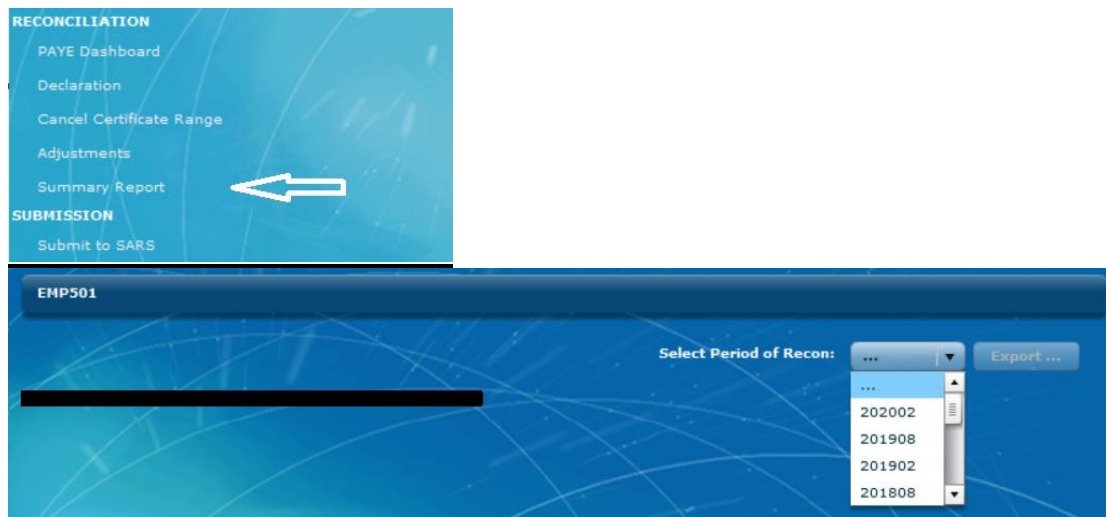 RECONCILIATION
PAYE Dashboard
Declaration
Cancel Certificate Range
Adjustments
Summary Report
SUBMISSION
Submit to SARS
EMP501
Select Period of Recon: ... Export ...
...
202002
201908
201902
201808